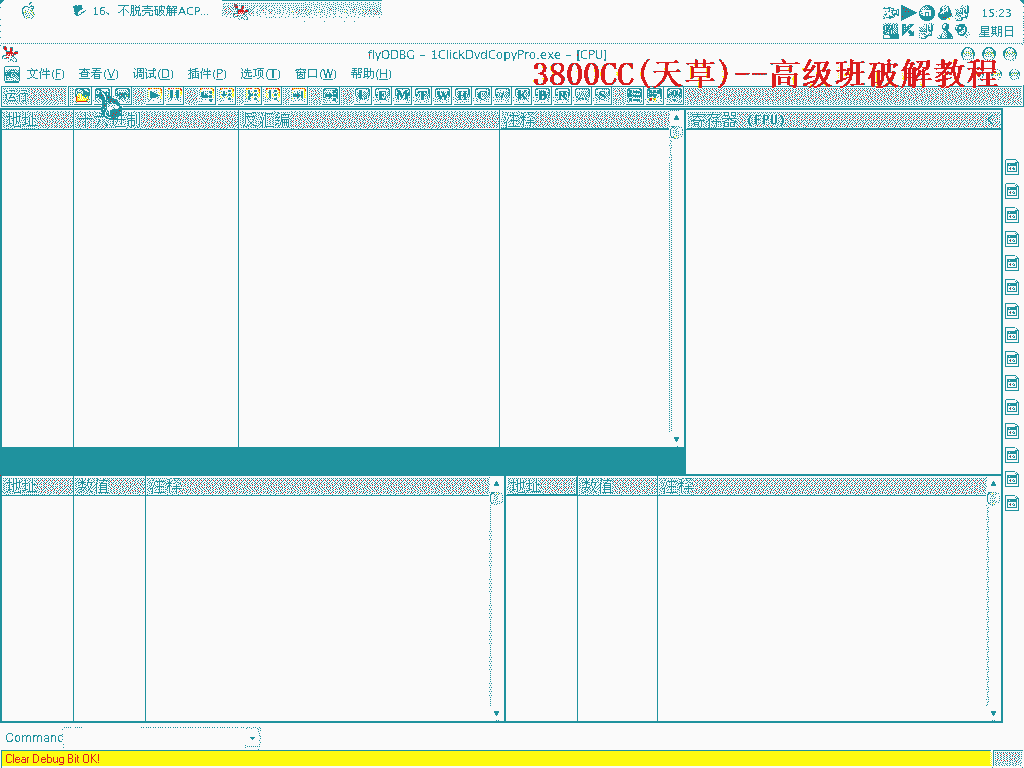 16、不脱壳破解ACP...
15:23
星期日
flyODBG - 1ClickDvdCopyPro.exe - [CPU]
文件(F) 查看(V) 调试(D) 插件(P) 选项(T) 窗口(W) 帮助(H)
3800CC(天草)--高级班破解教程
运行 L E M T W H C / K B R ... S
地址 十六进制 反汇编 注释 寄存器 (FPU) <
地址 数值 注释 地址 数值 注释
Command
Clear Debug Bit OK!